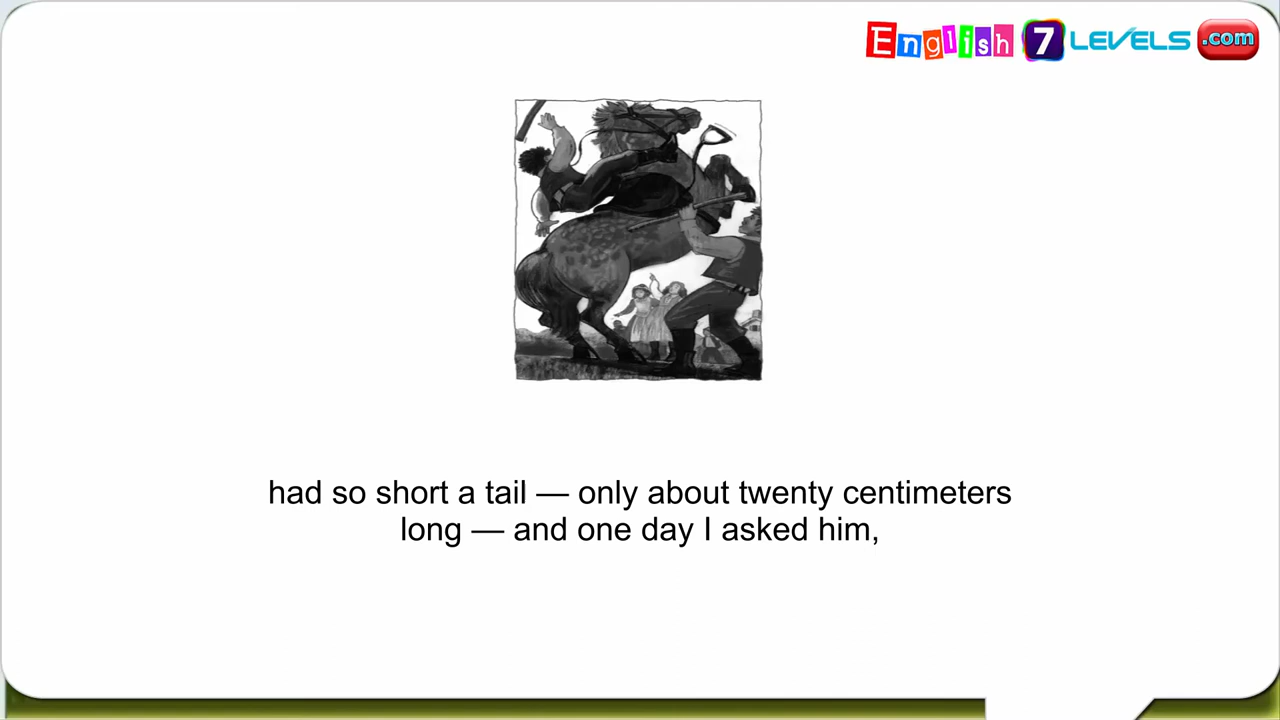 English 7 LEVELS .com
had so short a tail — only about twenty centimeters
long — and one day I asked him,